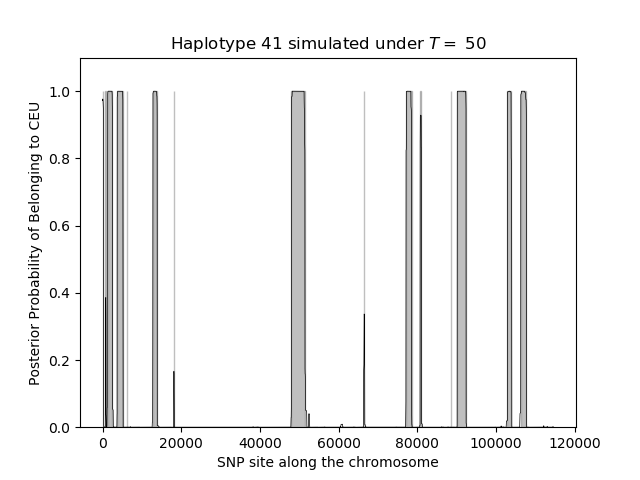 Haplotype 41 simulated under T = 50
Posterior Probability of Belonging to CEU
1.0
0.8
0.6
0.4
0.2
0.0
0 20000 40000 60000 80000 100000 120000
SNP site along the chromosome